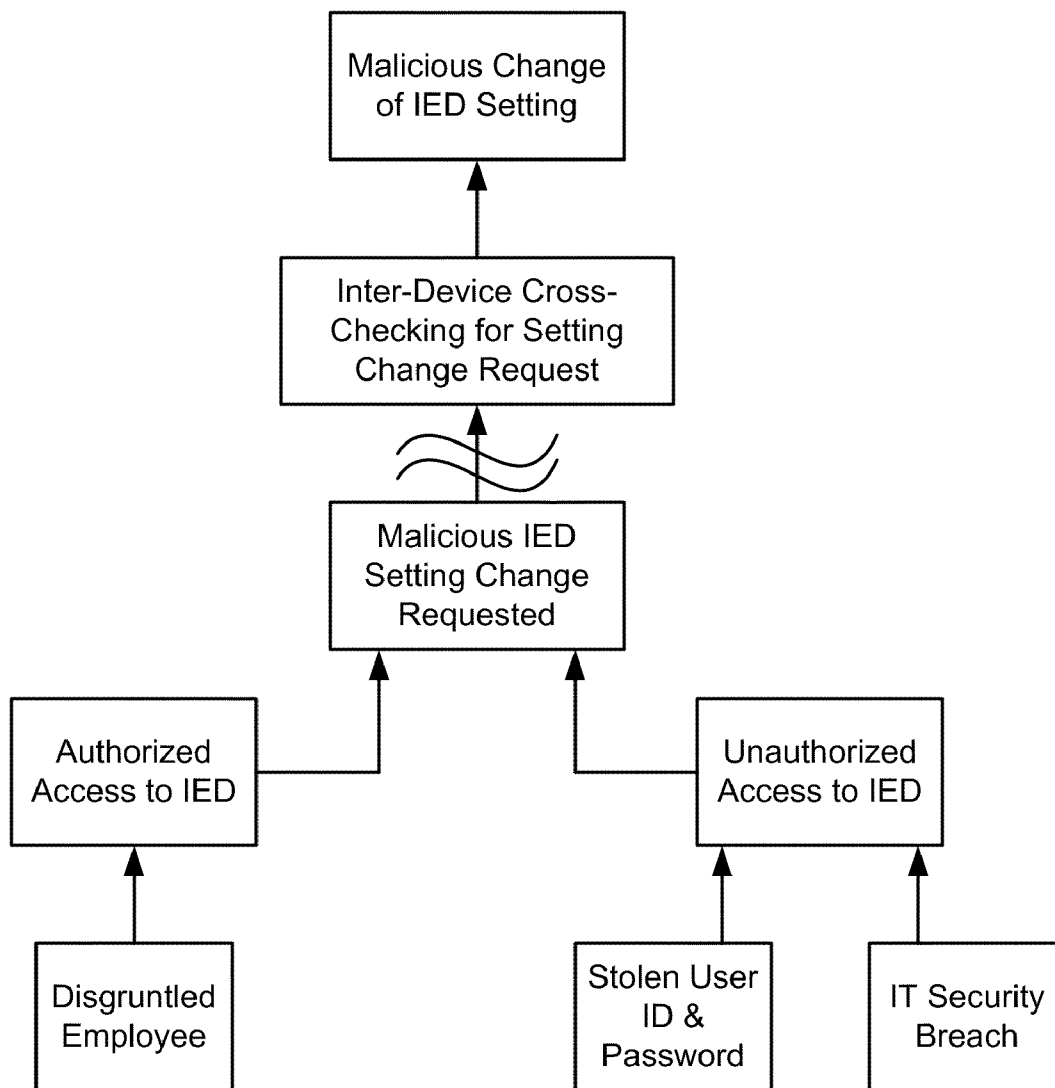 Malicious Change
of IED Setting
Inter-Device Cross-
Checking for Setting
Change Request
Malicious IED
Setting Change
Requested
Authorized
Access to IED
Unauthorized
Access to IED
Disgruntled
Employee
Stolen User
ID &
Password
IT Security
Breach